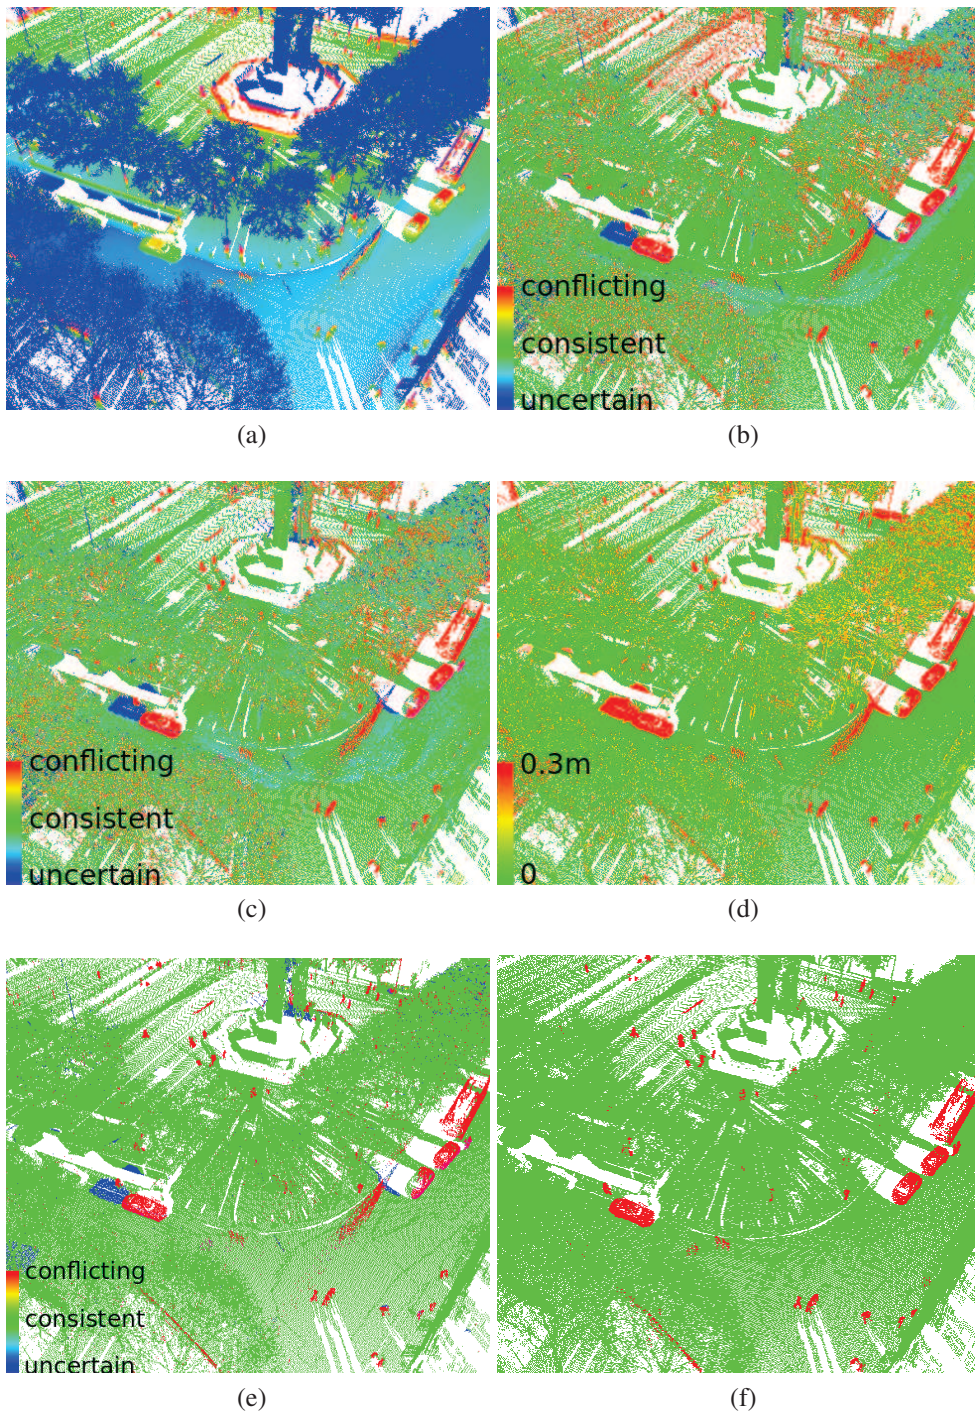 conflicting
consistent
uncertain
(a)
(b)
conflicting
consistent
uncertain
0.3m
0
(c)
(d)
conflicting
consistent
uncertain
(e)
(f)